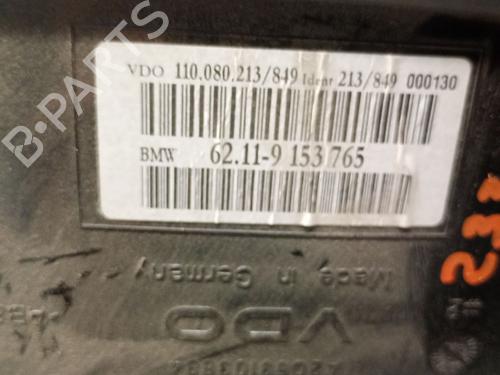 VDO 110.080.213/849 Ident 213/849 000130
BMW 62.11-9 153 765
Made in Germany
VDO
B-PARTS